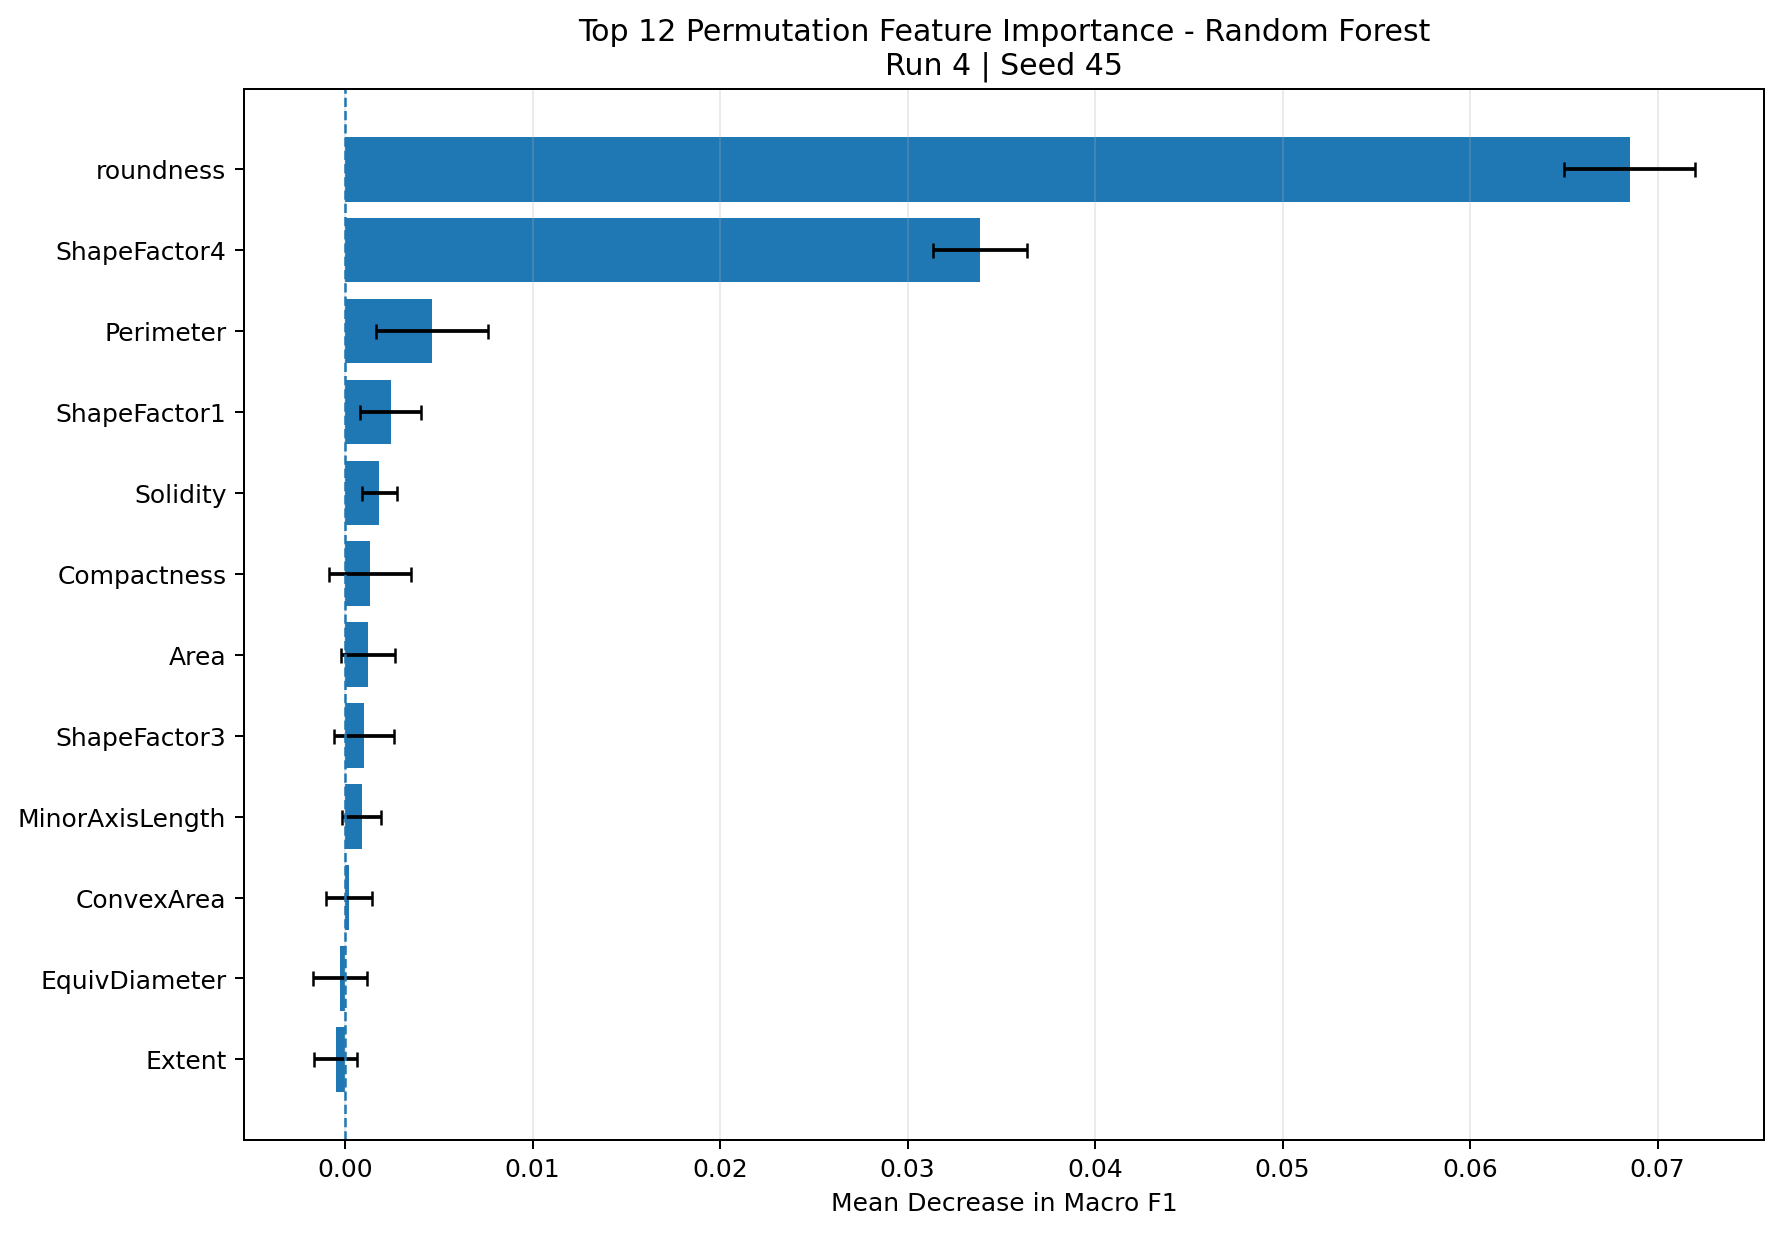 Top 12 Permutation Feature Importance - Random Forest
Run 4 | Seed 45
roundness
ShapeFactor4
Perimeter
ShapeFactor1
Solidity
Compactness
Area
ShapeFactor3
MinorAxisLength
ConvexArea
EquivDiameter
Extent
0.00 0.01 0.02 0.03 0.04 0.05 0.06 0.07
Mean Decrease in Macro F1